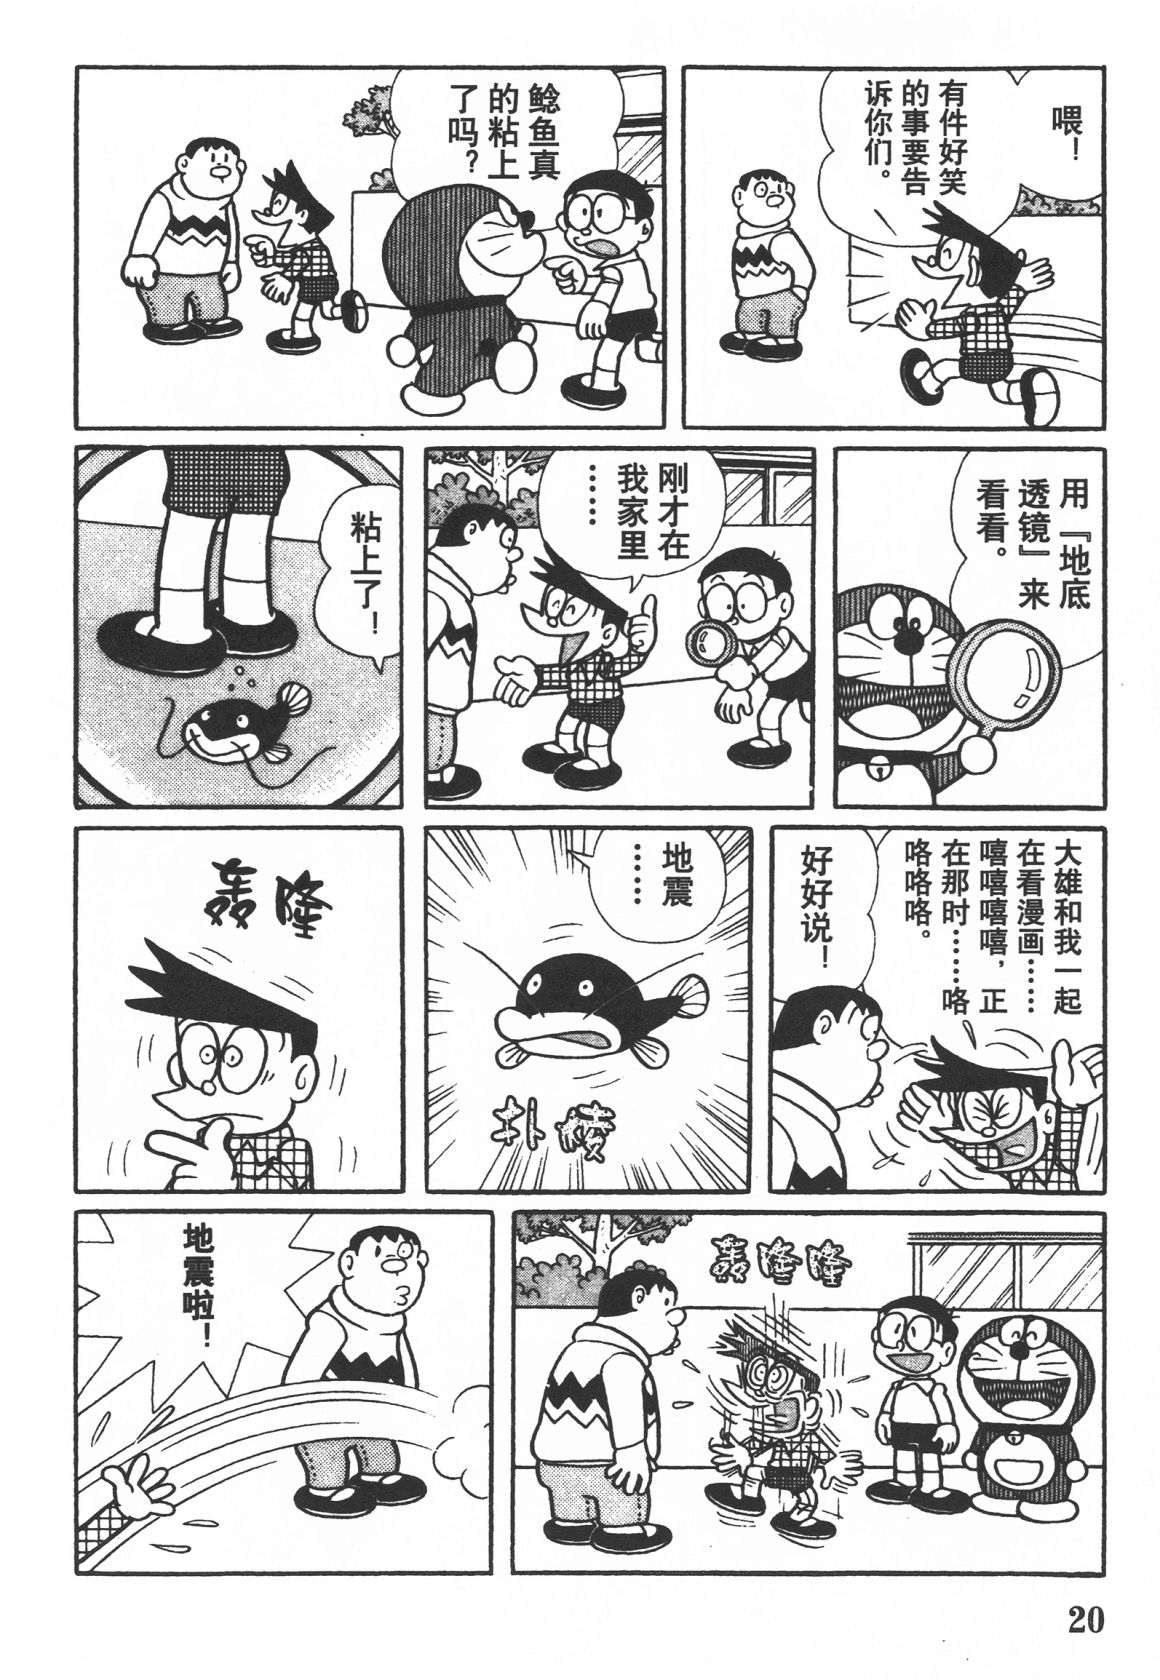 喂！
有件好笑
的事要告
诉你们。
鲶鱼真
的粘上
了吗？
用『地底
透镜』来
看看。
刚才在
我家里
……
粘上了！
大雄和我一起
在看漫画……
嘻嘻嘻嘻，正
在那时……咯
咯咯咯。
好好说！
地震
……
扑棱
轰隆
轰隆隆
地震啦！
20